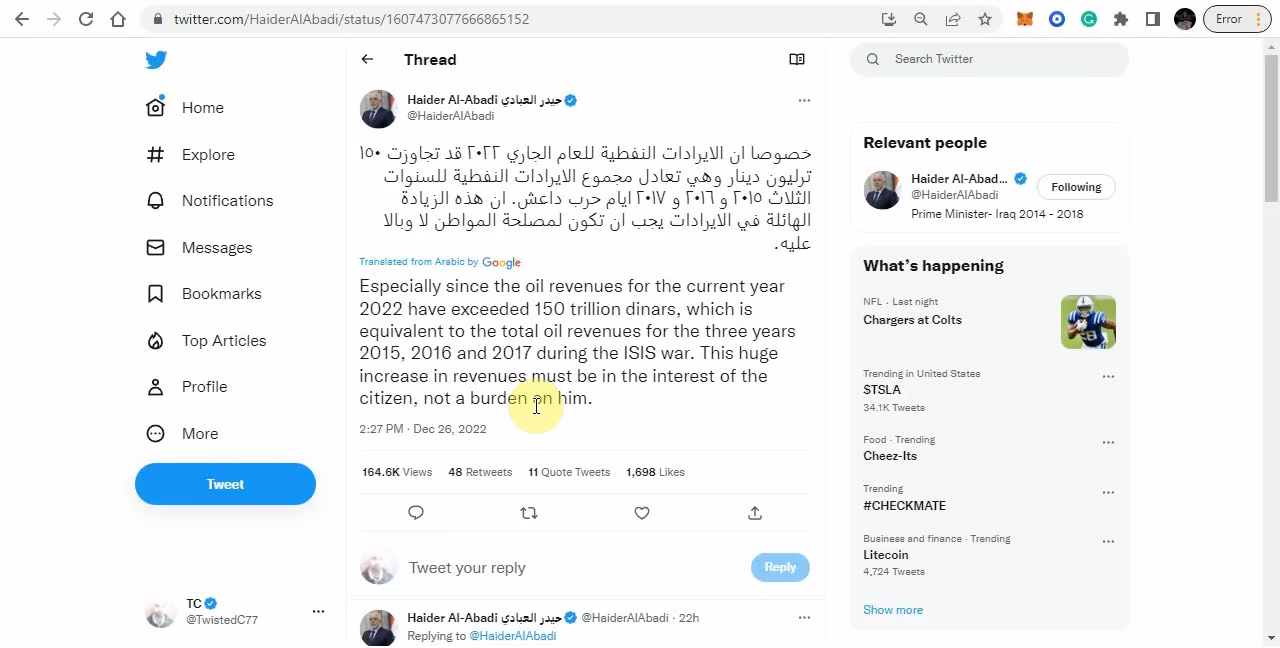 twitter.com/HaiderAlAbadi/status/1607473077666865152
Error
Home
Explore
Notifications
Messages
Bookmarks
Top Articles
Profile
More
Tweet
TC
@TwistedC77
Thread
Haider Al-Abadi حيدر العبادي
@HaiderAlAbadi
خصوصا ان الايرادات النفطية للعام الجاري ٢٠٢٢ قد تجاوزت ١٥٠
ترليون دينار وهي تعادل مجموع الايرادات النفطية للسنوات
الثلاث ٢٠١٥ و ٢٠١٦ و ٢٠١٧ ايام حرب داعش. ان هذه الزيادة
الهائلة في الايرادات يجب ان تكون لمصلحة المواطن لا وبالا
عليه.
Translated from Arabic by Google
Especially since the oil revenues for the current year
2022 have exceeded 150 trillion dinars, which is
equivalent to the total oil revenues for the three years
2015, 2016 and 2017 during the ISIS war. This huge
increase in revenues must be in the interest of the
citizen, not a burden on him.
2:27 PM · Dec 26, 2022
164.6K Views 48 Retweets 11 Quote Tweets 1,698 Likes
Tweet your reply
Reply
Haider Al-Abadi حيدر العبادي @HaiderAlAbadi · 22h
Replying to @HaiderAlAbadi
Search Twitter
Relevant people
Haider Al-Abad...
@HaiderAlAbadi
Following
Prime Minister- Iraq 2014 - 2018
What's happening
NFL · Last night
Chargers at Colts
Trending in United States
$TSLA
34.1K Tweets
Food · Trending
Cheez-Its
Trending
#CHECKMATE
Business and finance · Trending
Litecoin
4,724 Tweets
Show more